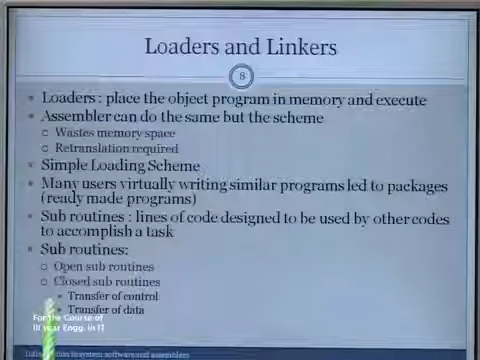 Loaders and Linkers
8
Loaders : place the object program in memory and execute
Assembler can do the same but the scheme
Wastes memory space
Retranslation required
Simple Loading Scheme
Many users virtually writing similar programs led to packages
(ready made programs)
Sub routines : lines of code designed to be used by other codes
to accomplish a task
Sub routines:
Open sub routines
Closed sub routines
Transfer of control
Transfer of data
For the Course of
III year Engg. in IT
Introduction to system software and assemblers